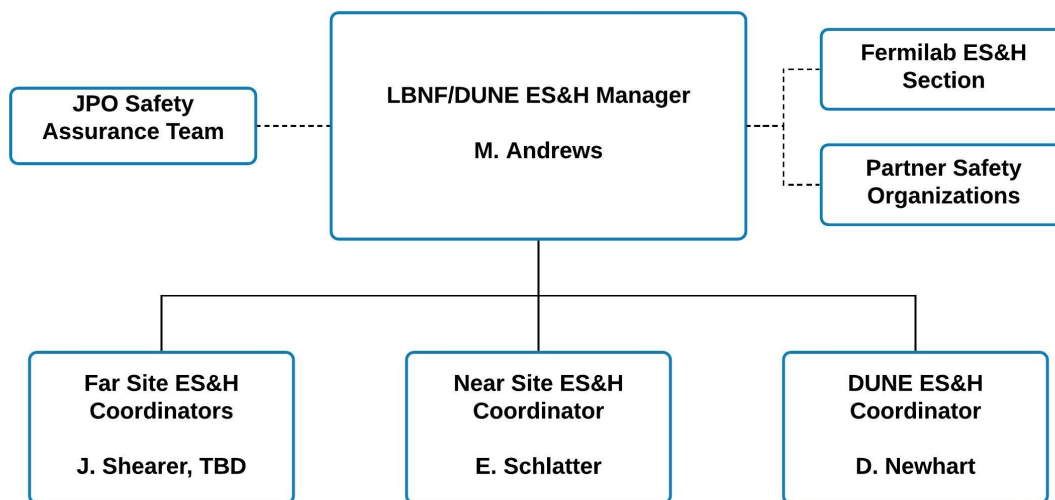 JPO Safety
Assurance Team
LBNF/DUNE ES&H Manager
M. Andrews
Fermilab ES&H
Section
Partner Safety
Organizations
Far Site ES&H
Coordinators
J. Shearer, TBD
Near Site ES&H
Coordinator
E. Schlatter
DUNE ES&H
Coordinator
D. Newhart